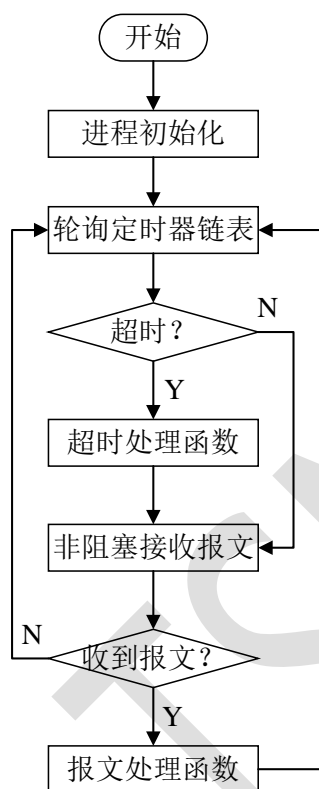 开始
进程初始化
轮询定时器链表
超时？
N
Y
超时处理函数
非阻塞接收报文
N
收到报文？
Y
报文处理函数